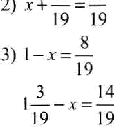 2) x + —/19 = —/19
3) 1 - x = 8/19
1 3/19 - x = 14/19